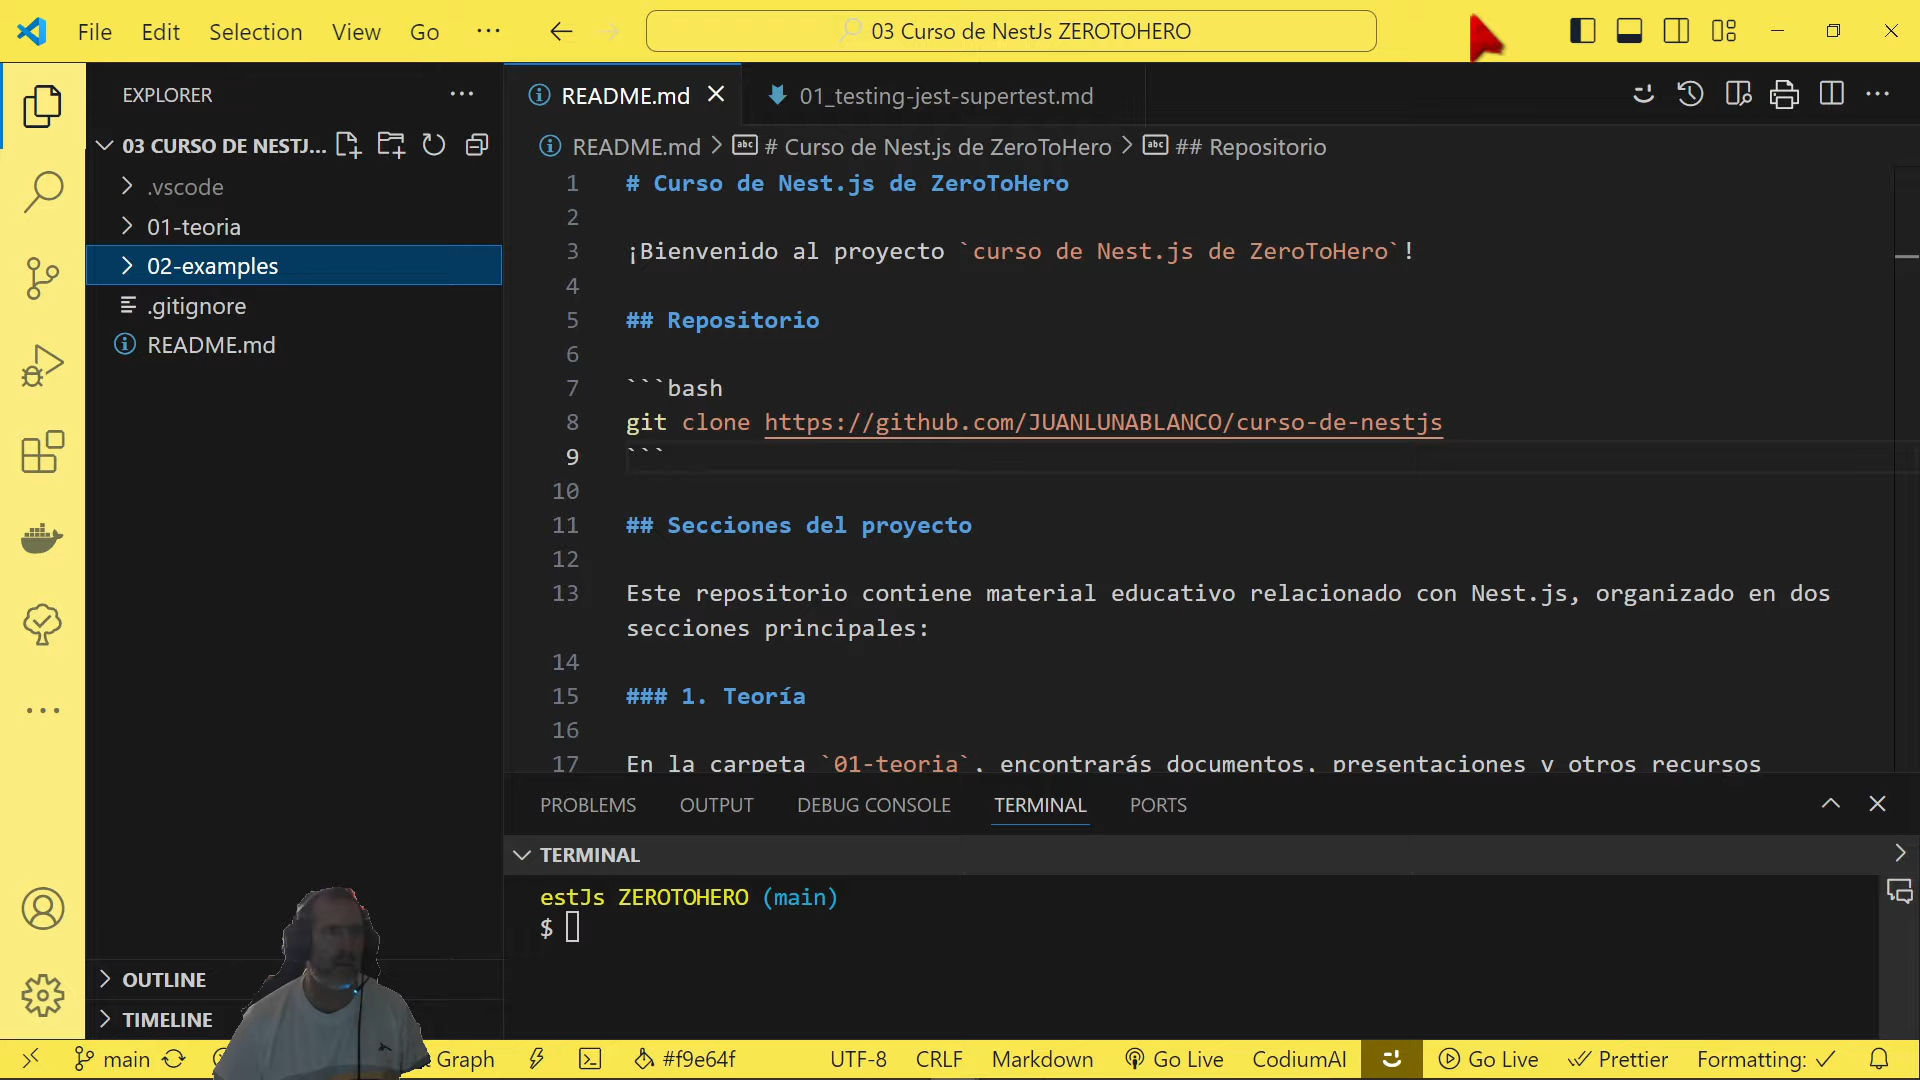 File Edit Selection View Go ···
03 Curso de NestJs ZEROTOHERO
EXPLORER
03 CURSO DE NESTJ...
.vscode
01-teoria
02-examples
.gitignore
README.md
OUTLINE
TIMELINE
README.md
01_testing-jest-supertest.md
README.md > # Curso de Nest.js de ZeroToHero > ## Repositorio
1 # Curso de Nest.js de ZeroToHero
2
3 ¡Bienvenido al proyecto `curso de Nest.js de ZeroToHero`!
4
5 ## Repositorio
6
7 ```bash
8 git clone https://github.com/JUANLUNABLANCO/curso-de-nestjs
9 ```
10
11 ## Secciones del proyecto
12
13 Este repositorio contiene material educativo relacionado con Nest.js, organizado en dos
secciones principales:
14
15 ### 1. Teoría
16
17 En la carpeta `01-teoria`, encontrarás documentos, presentaciones y otros recursos
PROBLEMS OUTPUT DEBUG CONSOLE TERMINAL PORTS
TERMINAL
estJs ZEROTOHERO (main)
$
main Graph #f9e64f UTF-8 CRLF Markdown Go Live CodiumAI Go Live Prettier Formatting: ✓